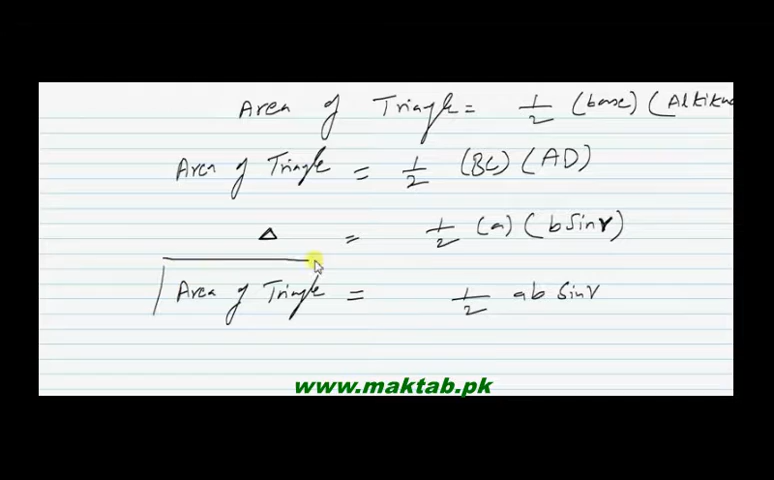 Area of Triangle = 1/2 (base) (Altitu
Area of Triangle = 1/2 (BC) (AD)
Δ = 1/2 (a) (b Sinγ)
Area of Triangle = 1/2 ab Sinγ
www.maktab.pk